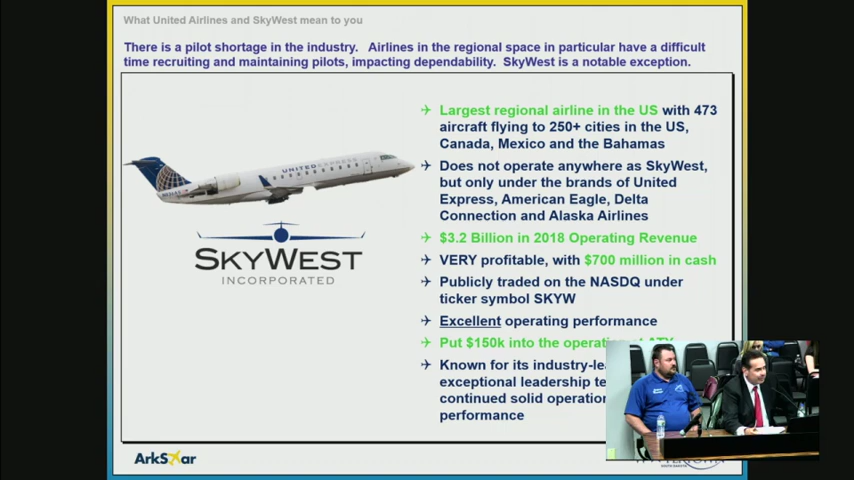 What United Airlines and SkyWest mean to you
There is a pilot shortage in the industry. Airlines in the regional space in particular have a difficult
time recruiting and maintaining pilots, impacting dependability. SkyWest is a notable exception.
Largest regional airline in the US with 473
aircraft flying to 250+ cities in the US,
Canada, Mexico and the Bahamas
Does not operate anywhere as SkyWest,
but only under the brands of United
Express, American Eagle, Delta
Connection and Alaska Airlines
$3.2 Billion in 2018 Operating Revenue
VERY profitable, with $700 million in cash
Publicly traded on the NASDQ under
ticker symbol SKYW
Excellent operating performance
Put $150k into the
Known for its
exceptional leadership
continued solid
performance
UNITED EXPRESS
SKYWEST
INCORPORATED
ArkStar
SOUTH DAKOTA